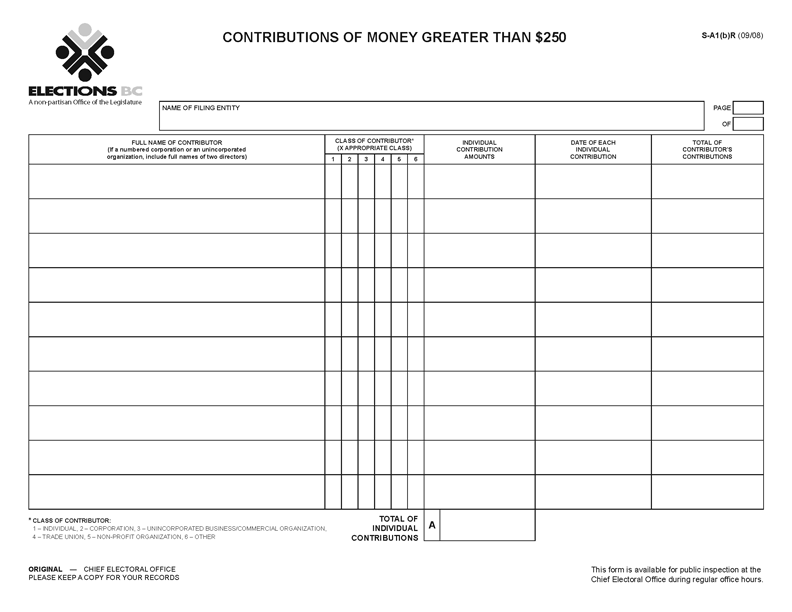 CONTRIBUTIONS OF MONEY GREATER THAN $250
S-A1(b)R (09/08)
ELECTIONS BC
A non-partisan Office of the Legislature
NAME OF FILING ENTITY
PAGE
OF
FULL NAME OF CONTRIBUTOR
(If a numbered corporation or an unincorporated
organization, include full names of two directors)
CLASS OF CONTRIBUTOR*
(X APPROPRIATE CLASS)
1 2 3 4 5 6
INDIVIDUAL
CONTRIBUTION
AMOUNTS
DATE OF EACH
INDIVIDUAL
CONTRIBUTION
TOTAL OF
CONTRIBUTOR'S
CONTRIBUTIONS
* CLASS OF CONTRIBUTOR:
1 – INDIVIDUAL, 2 – CORPORATION, 3 – UNINCORPORATED BUSINESS/COMMERCIAL ORGANIZATION,
4 – TRADE UNION, 5 – NON-PROFIT ORGANIZATION, 6 – OTHER
TOTAL OF
INDIVIDUAL
CONTRIBUTIONS
A
ORIGINAL — CHIEF ELECTORAL OFFICE
PLEASE KEEP A COPY FOR YOUR RECORDS
This form is available for public inspection at the
Chief Electoral Office during regular office hours.